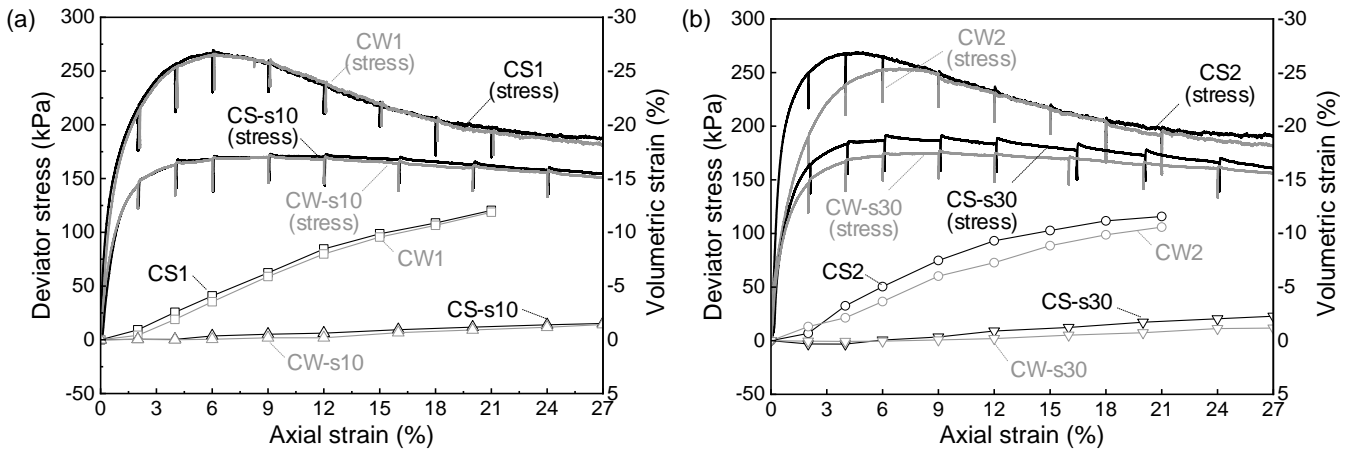 (a)
300
250
200
150
100
50
0
-50
Deviator stress (kPa)
-30
-25
-20
-15
-10
-5
0
5
Volumetric strain (%)
0 3 6 9 12 15 18 21 24 27
Axial strain (%)
CW1
(stress)
CS1
(stress)
CS-s10
(stress)
CW-s10
(stress)
CS1
CW1
CS-s10
CW-s10
(b)
300
250
200
150
100
50
0
-50
Deviator stress (kPa)
-30
-25
-20
-15
-10
-5
0
5
Volumetric strain (%)
0 3 6 9 12 15 18 21 24 27
Axial strain (%)
CW2
(stress)
CS2
(stress)
CW-s30
(stress)
CS-s30
(stress)
CS2
CW2
CS-s30
CW-s30